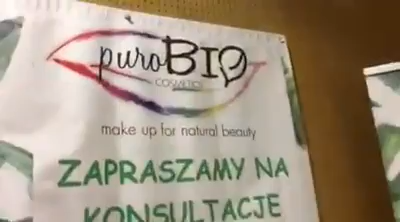 puroBIO
COSMETICS
make up for natural beauty
ZAPRASZAMY NA
KONSULTACJE